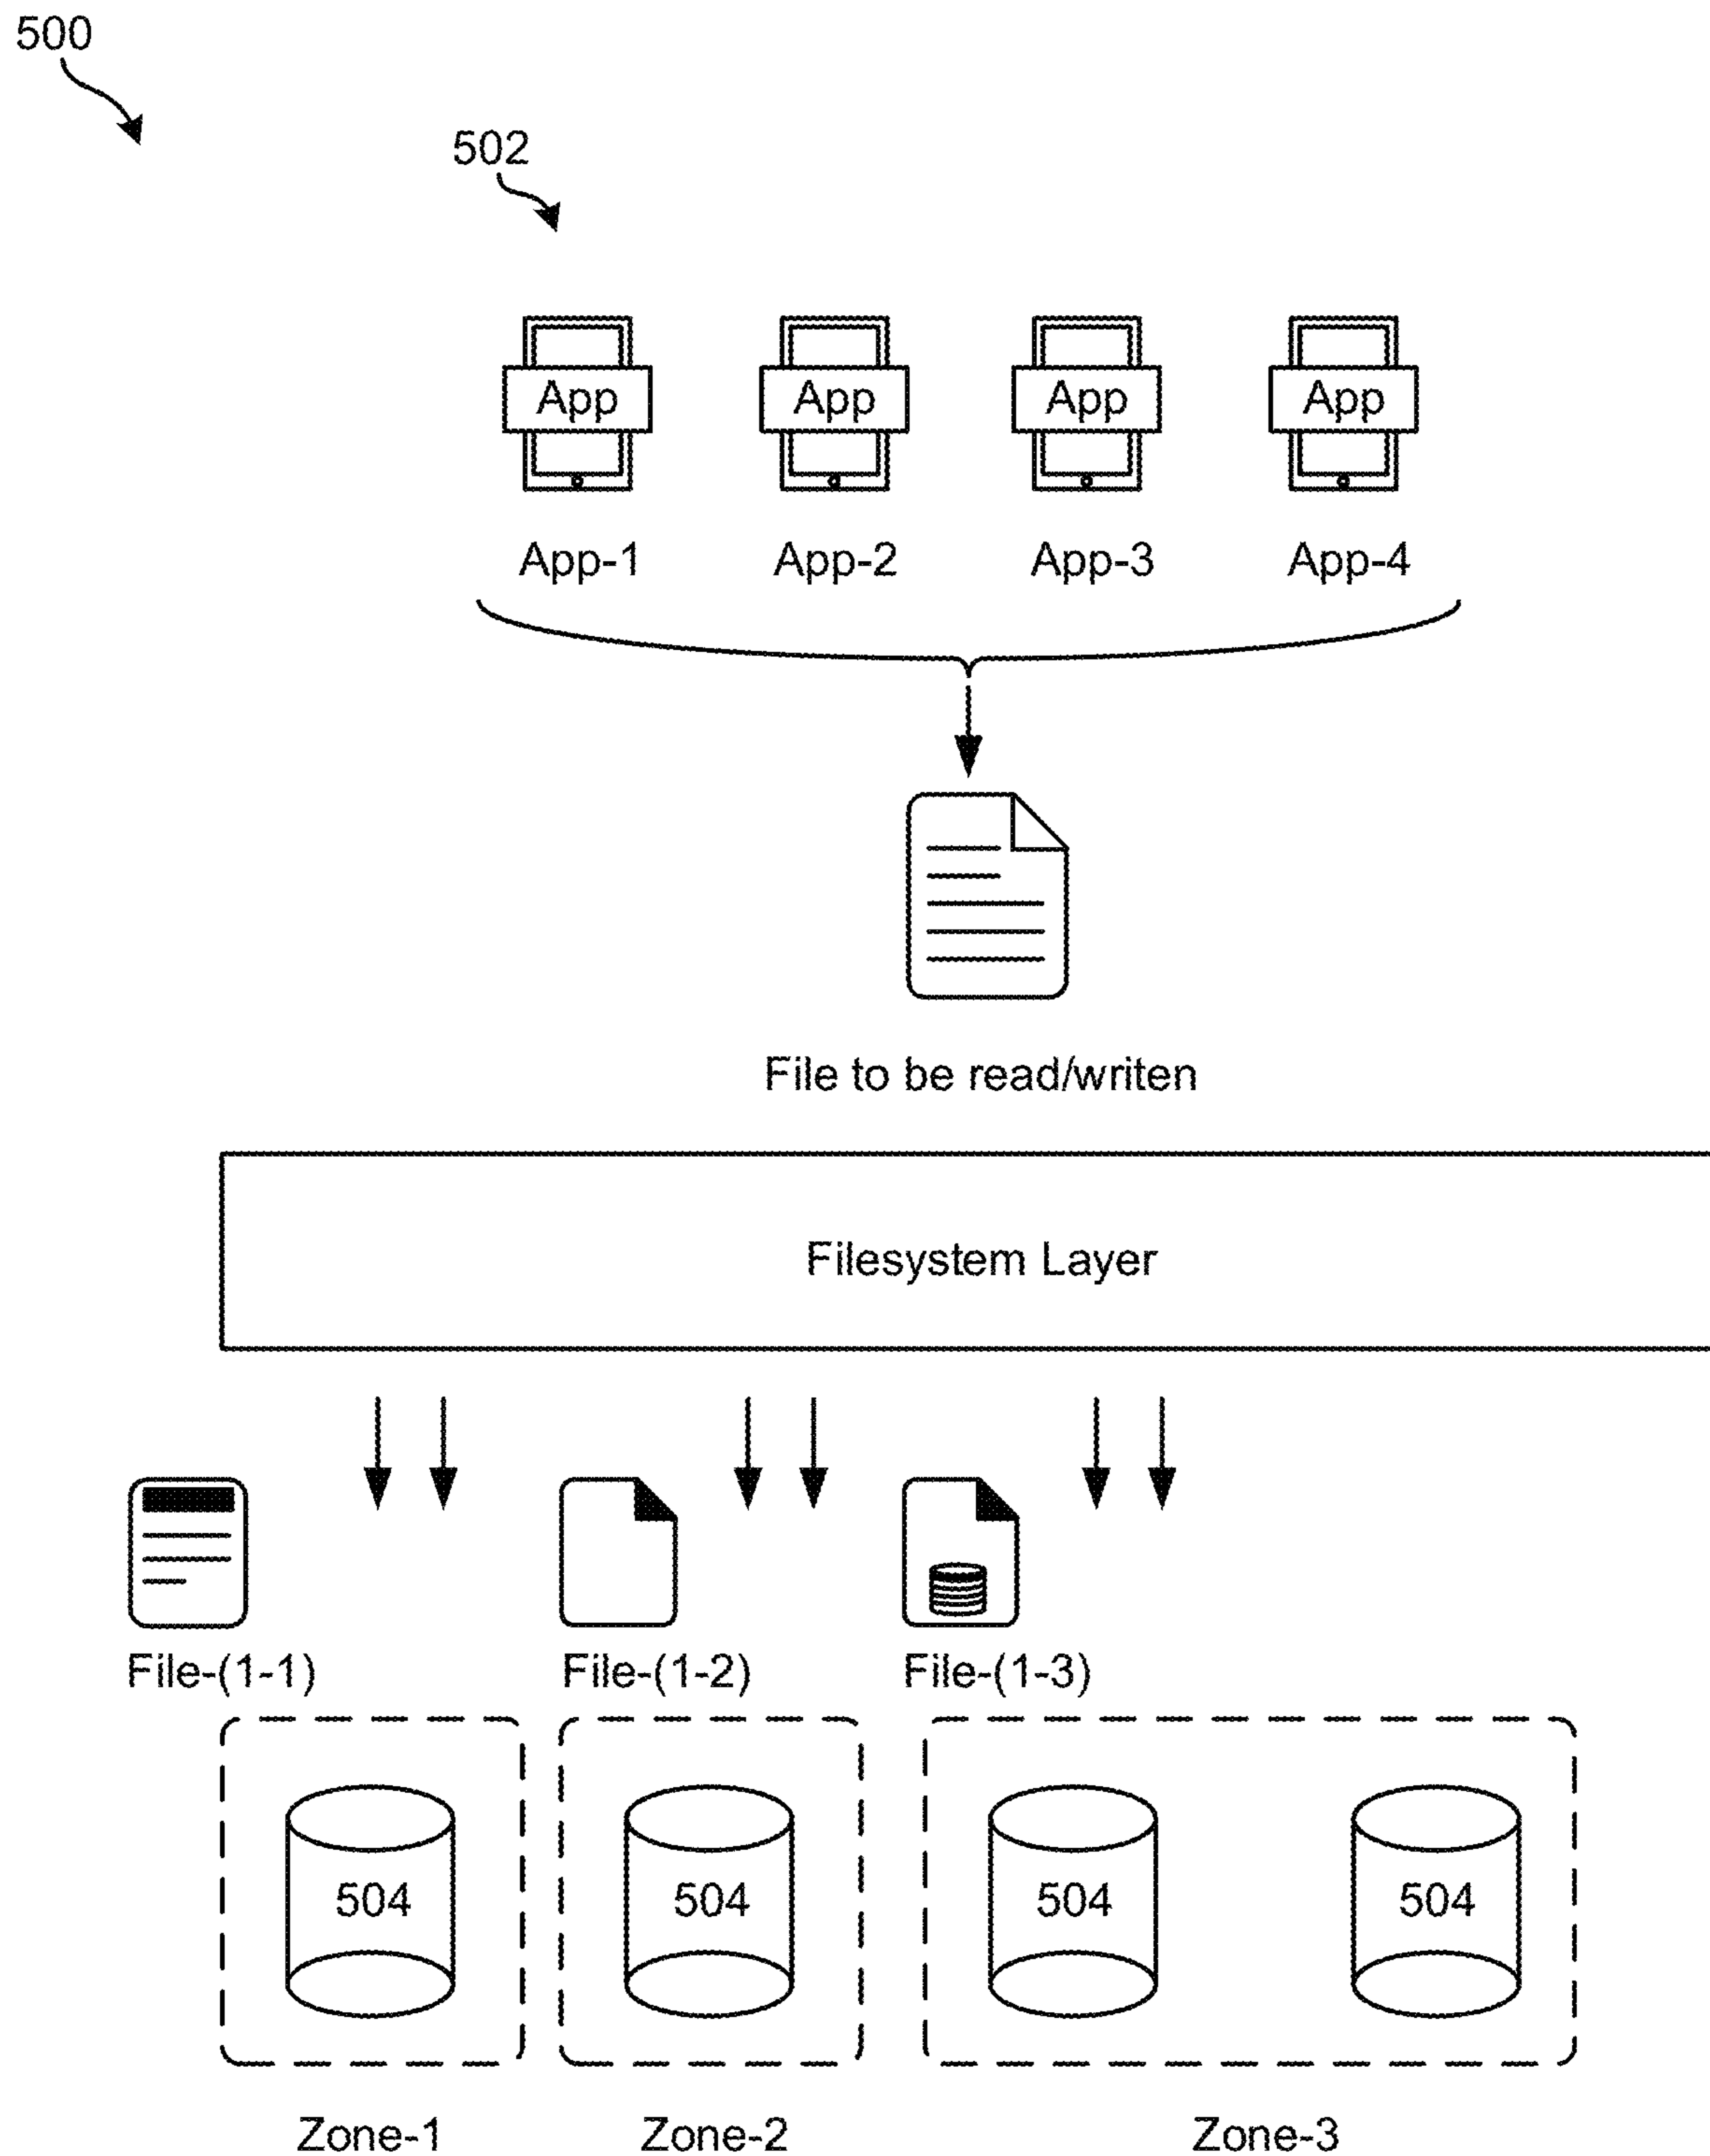 500
502
App App App App
App-1 App-2 App-3 App-4
File to be read/writen
Filesystem Layer
File-(1-1) File-(1-2) File-(1-3)
504 504 504 504
Zone-1 Zone-2 Zone-3